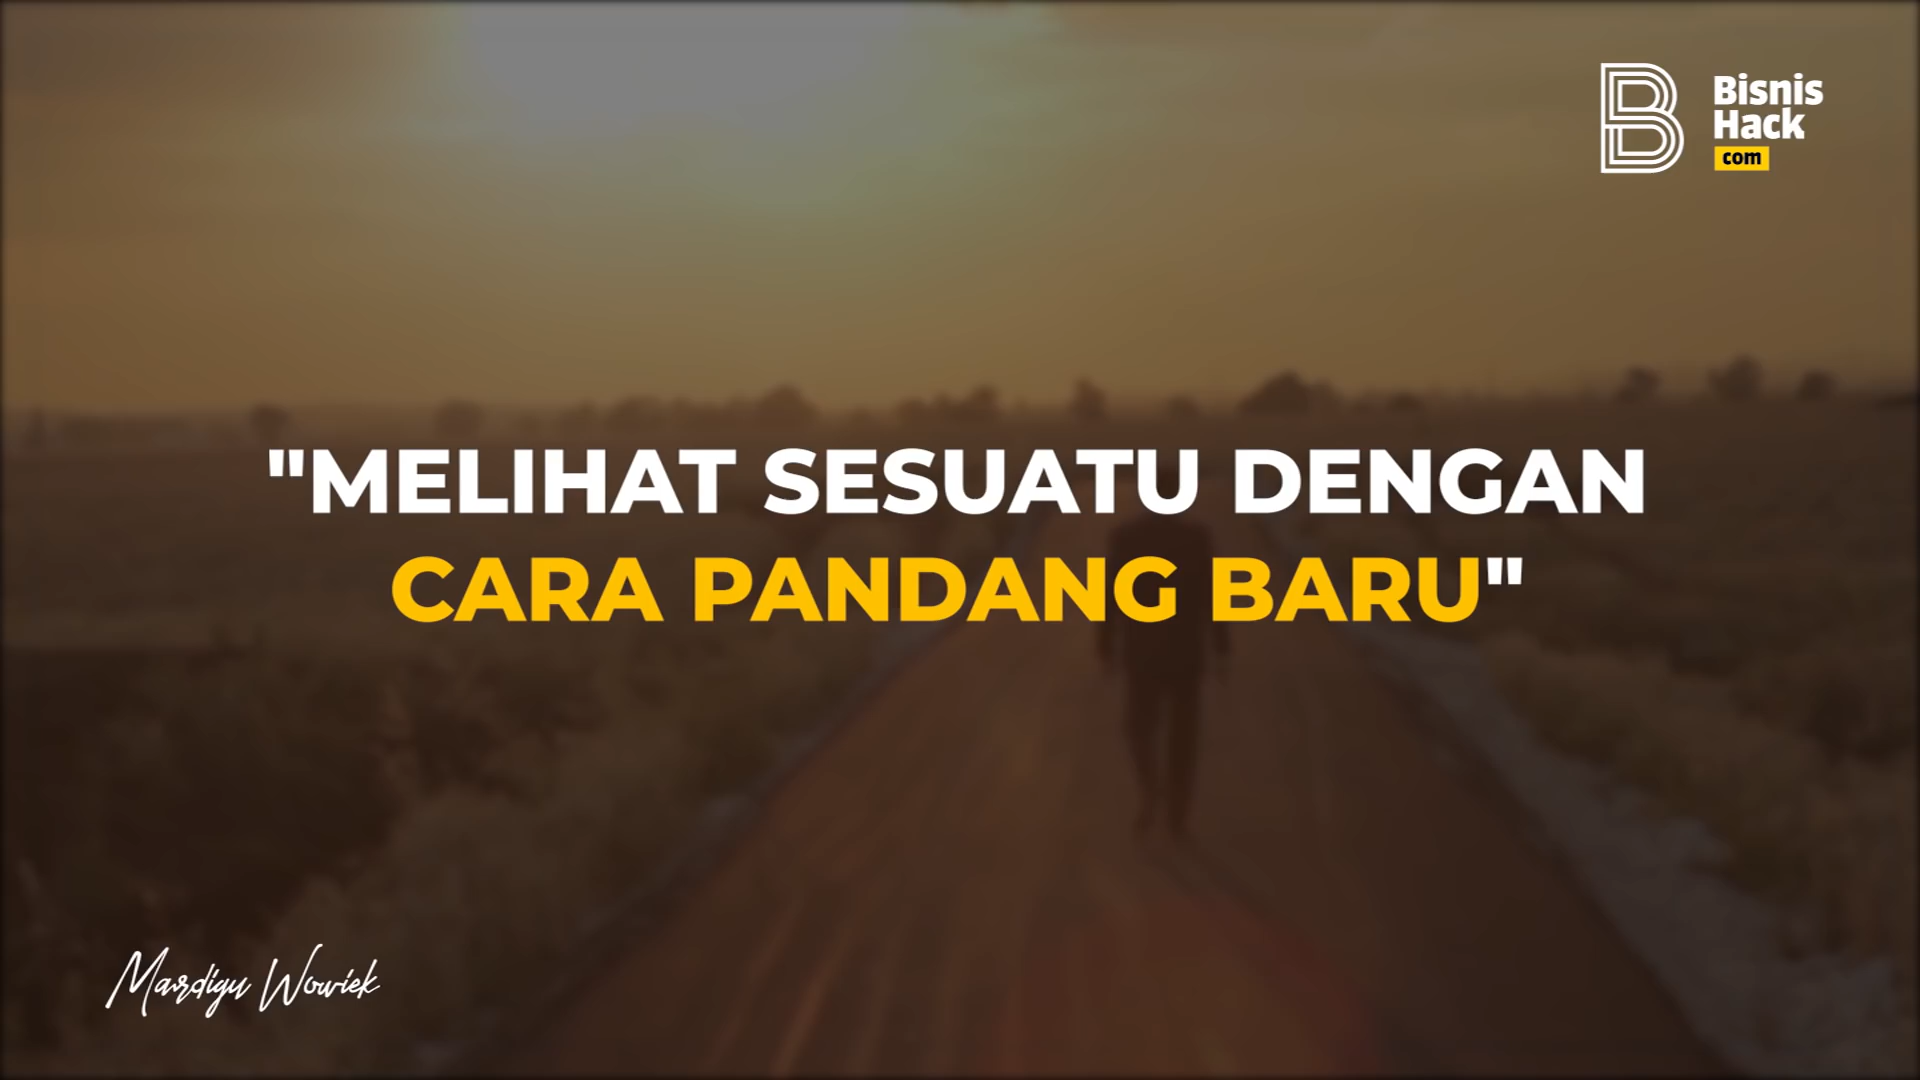 Bisnis
Hack
com
"MELIHAT SESUATU DENGAN
CARA PANDANG BARU"
Mardigu Wowiek